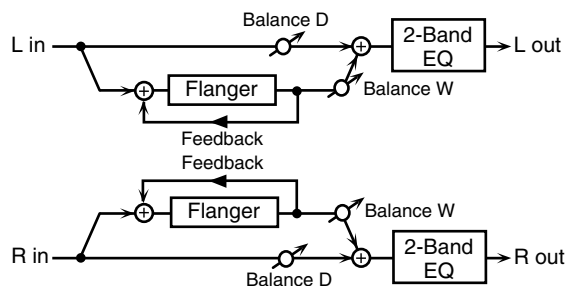 Balance D
L in
2-Band
EQ
L out
Flanger
Balance W
Feedback
Feedback
Flanger
Balance W
R in
2-Band
EQ
R out
Balance D